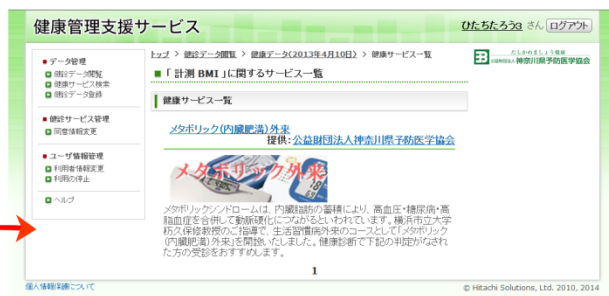 健康管理支援サービス
ひたちたろう3 さん ログアウト
トップ > 健診データ閲覧 > 健康データ(2013年4月10日) > 健康サービス一覧
たしかめましょう健康
公益財団法人 神奈川県予防医学協会
■ データ管理
健診データ閲覧
健康サービス検索
健診データ登録
■ 健診サービス管理
同意情報変更
■ ユーザ情報管理
利用者情報変更
利用の停止
ヘルプ
■「 計測 BMI 」に関するサービス一覧
健康サービス一覧
メタボリック(内臓肥満)外来
提供:公益財団法人神奈川県予防医学協会
メタボリック外来
メタボリックシンドロームは、内臓脂肪の蓄積により、高血圧・糖尿病・高
脂血症を合併して動脈硬化につながるといわれています。横浜市立大学
杤久保修教授のご指導で、生活習慣病外来のコースとして「メタボリック
(内臓肥満)外来」を開設いたしました。健康診断で下記の判定がなされ
た方の受診をおすすめします。
1
個人情報保護について
© Hitachi Solutions, Ltd. 2010, 2014